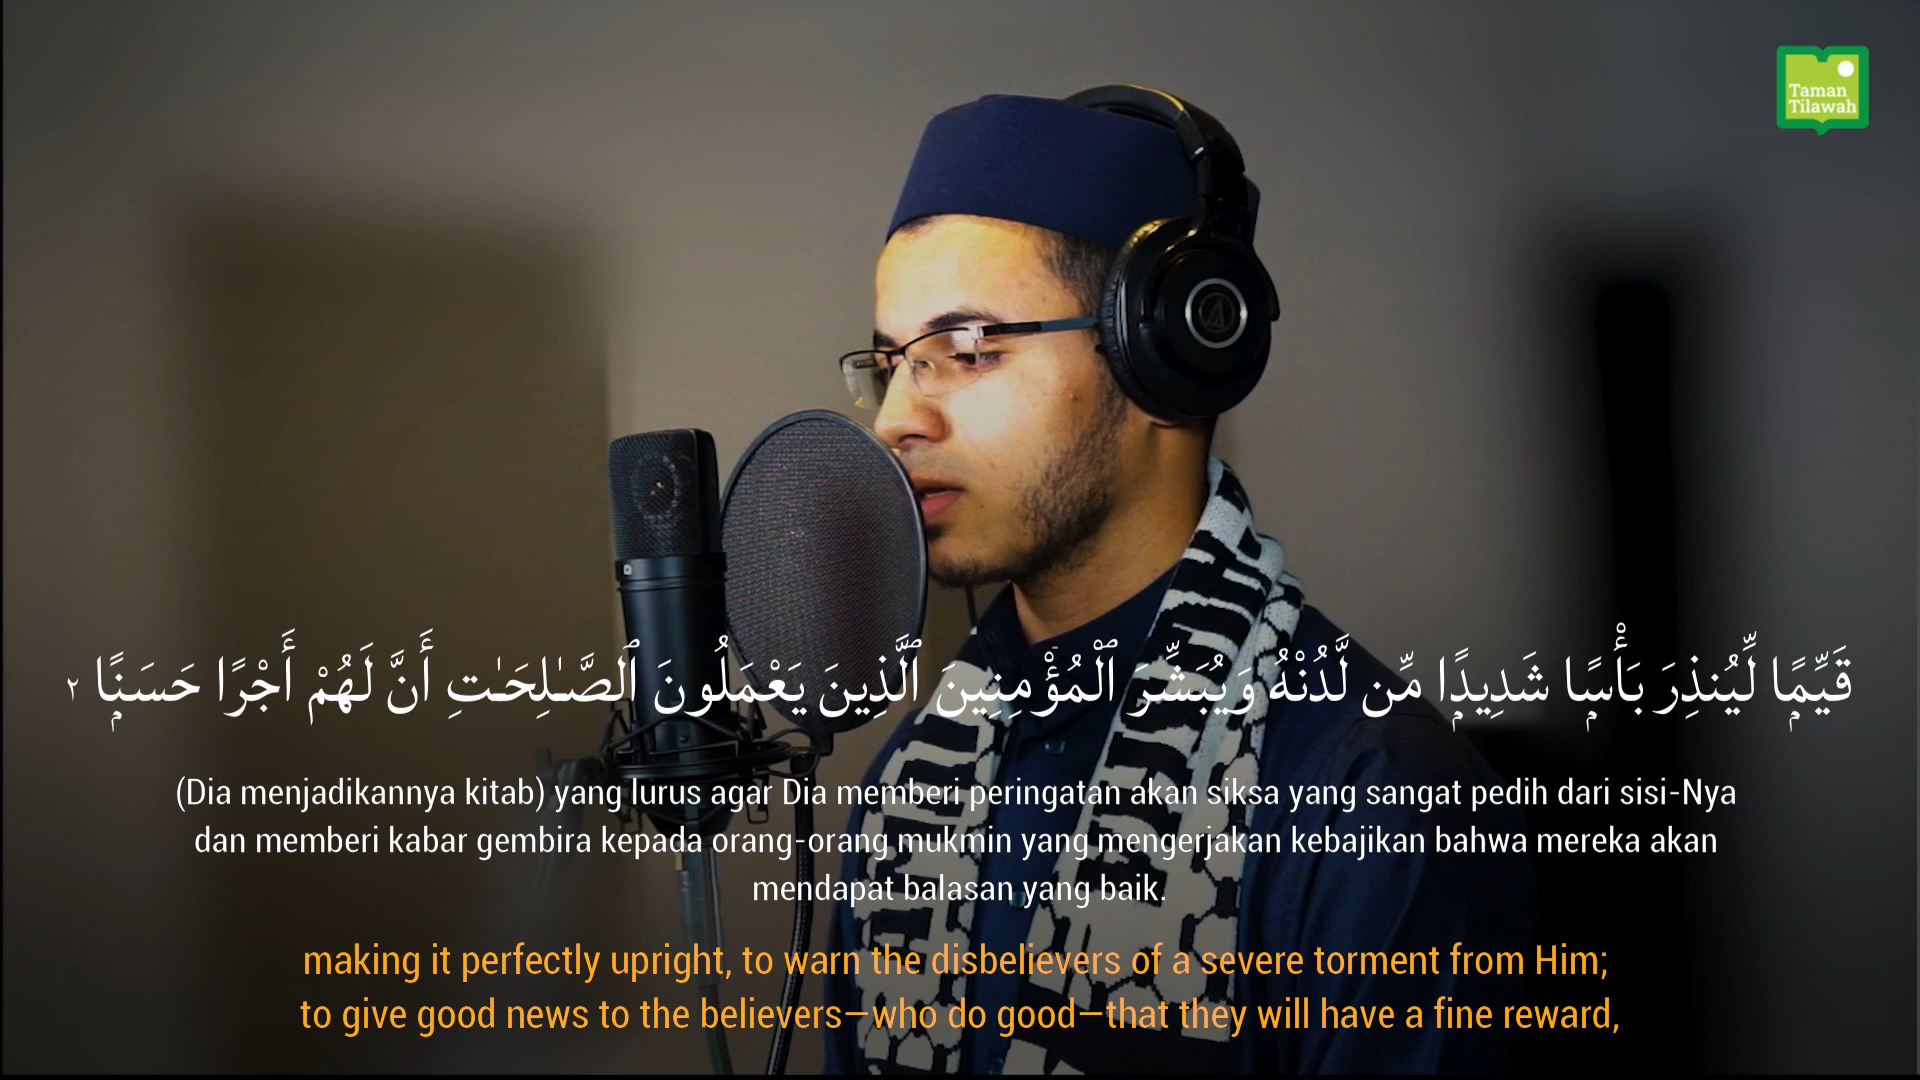 Taman
Tilawah
قَيِّمًۭا لِّيُنذِرَ بَأْسًۭا شَدِيدًۭا مِّن لَّدُنْهُ وَيُبَشِّرَ ٱلْمُؤْمِنِينَ ٱلَّذِينَ يَعْمَلُونَ ٱلصَّـٰلِحَـٰتِ أَنَّ لَهُمْ أَجْرًا حَسَنًۭا ٢
(Dia menjadikannya kitab) yang lurus agar Dia memberi peringatan akan siksa yang sangat pedih dari sisi-Nya
dan memberi kabar gembira kepada orang-orang mukmin yang mengerjakan kebajikan bahwa mereka akan
mendapat balasan yang baik.
making it perfectly upright, to warn the disbelievers of a severe torment from Him;
to give good news to the believers—who do good—that they will have a fine reward,